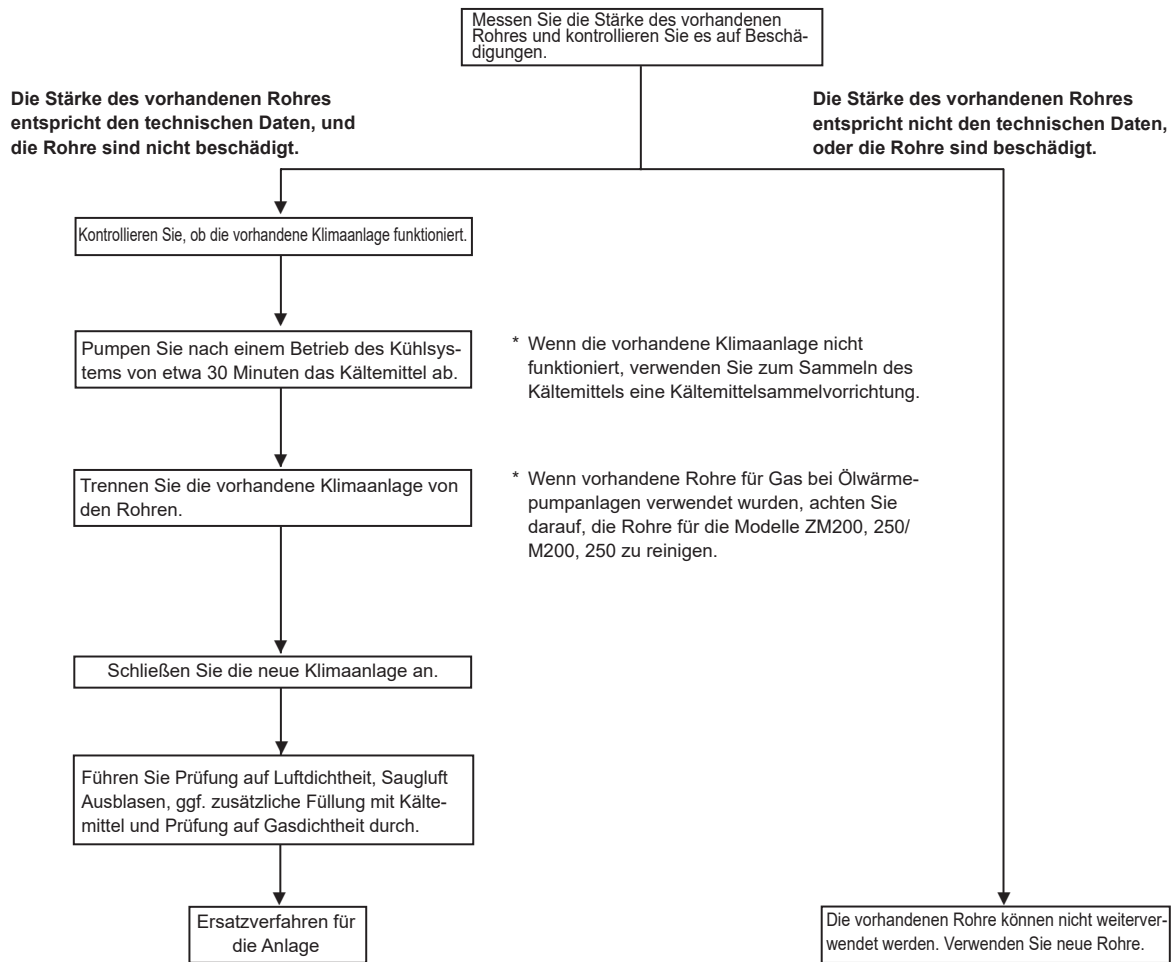 Messen Sie die Stärke des vorhandenen
Rohres und kontrollieren Sie es auf Beschä-
digungen.
Die Stärke des vorhandenen Rohres
entspricht den technischen Daten, und
die Rohre sind nicht beschädigt.
Die Stärke des vorhandenen Rohres
entspricht nicht den technischen Daten,
oder die Rohre sind beschädigt.
Kontrollieren Sie, ob die vorhandene Klimaanlage funktioniert.
Pumpen Sie nach einem Betrieb des Kühlsys-
tems von etwa 30 Minuten das Kältemittel ab.
* Wenn die vorhandene Klimaanlage nicht
funktioniert, verwenden Sie zum Sammeln des
Kältemittels eine Kältemittelsammelvorrichtung.
Trennen Sie die vorhandene Klimaanlage von
den Rohren.
* Wenn vorhandene Rohre für Gas bei Ölwärme-
pumpanlagen verwendet wurden, achten Sie
darauf, die Rohre für die Modelle ZM200, 250/
M200, 250 zu reinigen.
Schließen Sie die neue Klimaanlage an.
Führen Sie Prüfung auf Luftdichtheit, Saugluft
Ausblasen, ggf. zusätzliche Füllung mit Kälte-
mittel und Prüfung auf Gasdichtheit durch.
Ersatzverfahren für
die Anlage
Die vorhandenen Rohre können nicht weiterver-
wendet werden. Verwenden Sie neue Rohre.